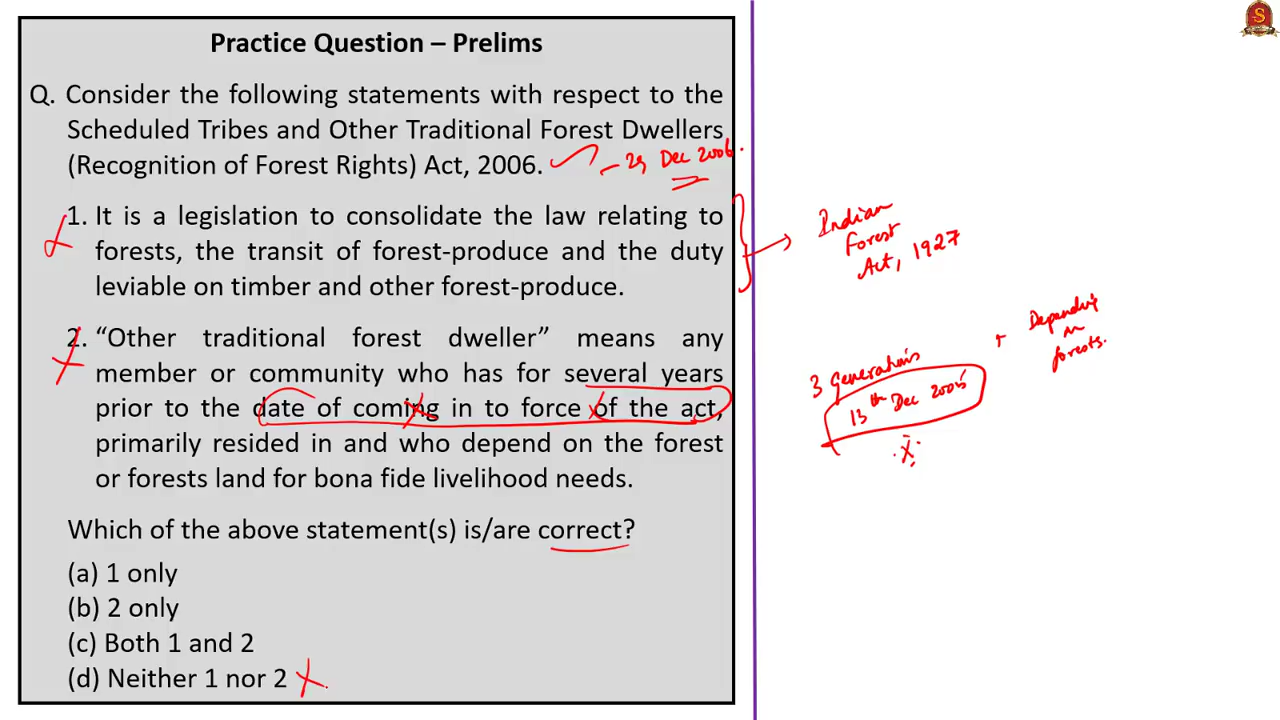 Practice Question – Prelims
Q. Consider the following statements with respect to the
Scheduled Tribes and Other Traditional Forest Dwellers
(Recognition of Forest Rights) Act, 2006.
– 29 Dec 2006.
1. It is a legislation to consolidate the law relating to
forests, the transit of forest-produce and the duty
leviable on timber and other forest-produce.
2. “Other traditional forest dweller” means any
member or community who has for several years
prior to the date of coming in to force of the act,
primarily resided in and who depend on the forest
or forests land for bona fide livelihood needs.
Which of the above statement(s) is/are correct?
(a) 1 only
(b) 2 only
(c) Both 1 and 2
(d) Neither 1 nor 2
Indian
Forest
Act, 1927
3 Generations
13th Dec 2005
+ Depending
on
forests.
S